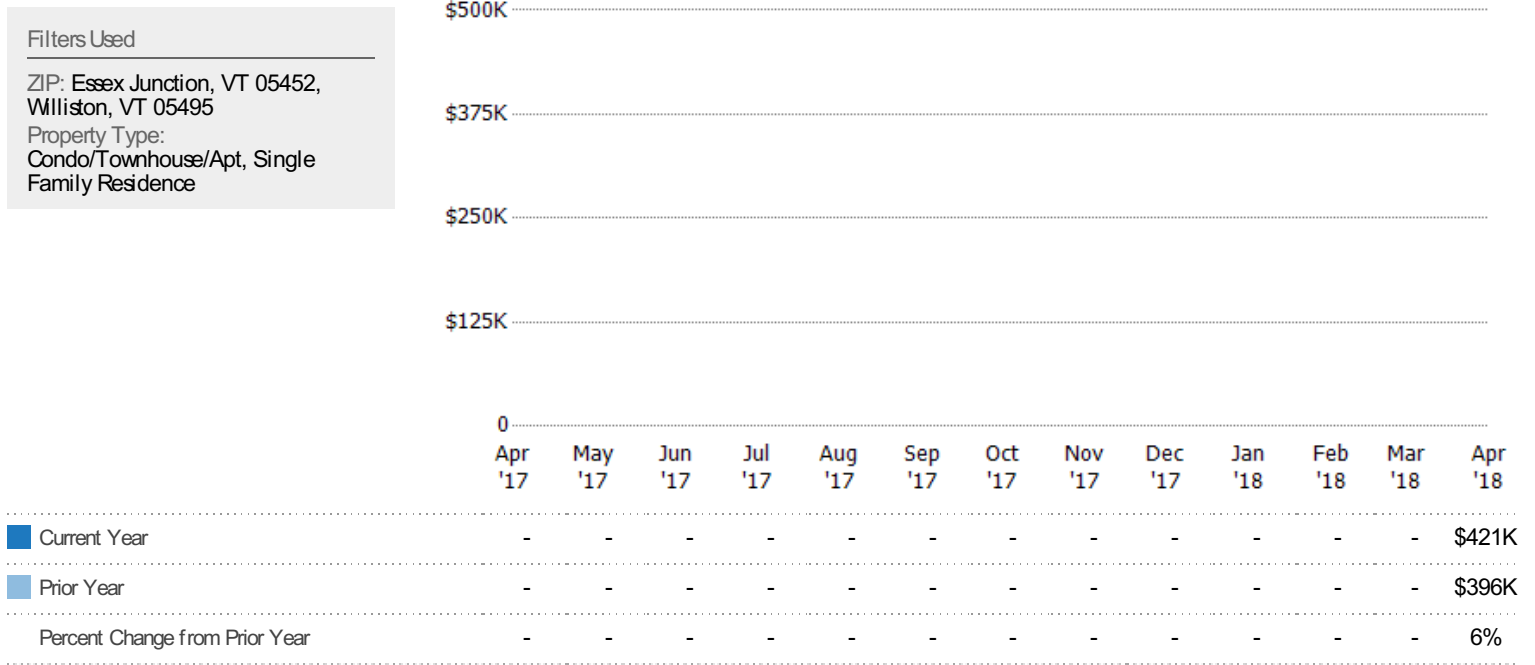 Filters Used
ZIP: Essex Junction, VT 05452,
Williston, VT 05495
Property Type:
Condo/Townhouse/Apt, Single
Family Residence
$500K
$375K
$250K
$125K
0
Apr May Jun Jul Aug Sep Oct Nov Dec Jan Feb Mar Apr
'17 '17 '17 '17 '17 '17 '17 '17 '17 '18 '18 '18 '18
Current Year - - - - - - - - - - - - $421K
Prior Year - - - - - - - - - - - - $396K
Percent Change from Prior Year - - - - - - - - - - - - 6%